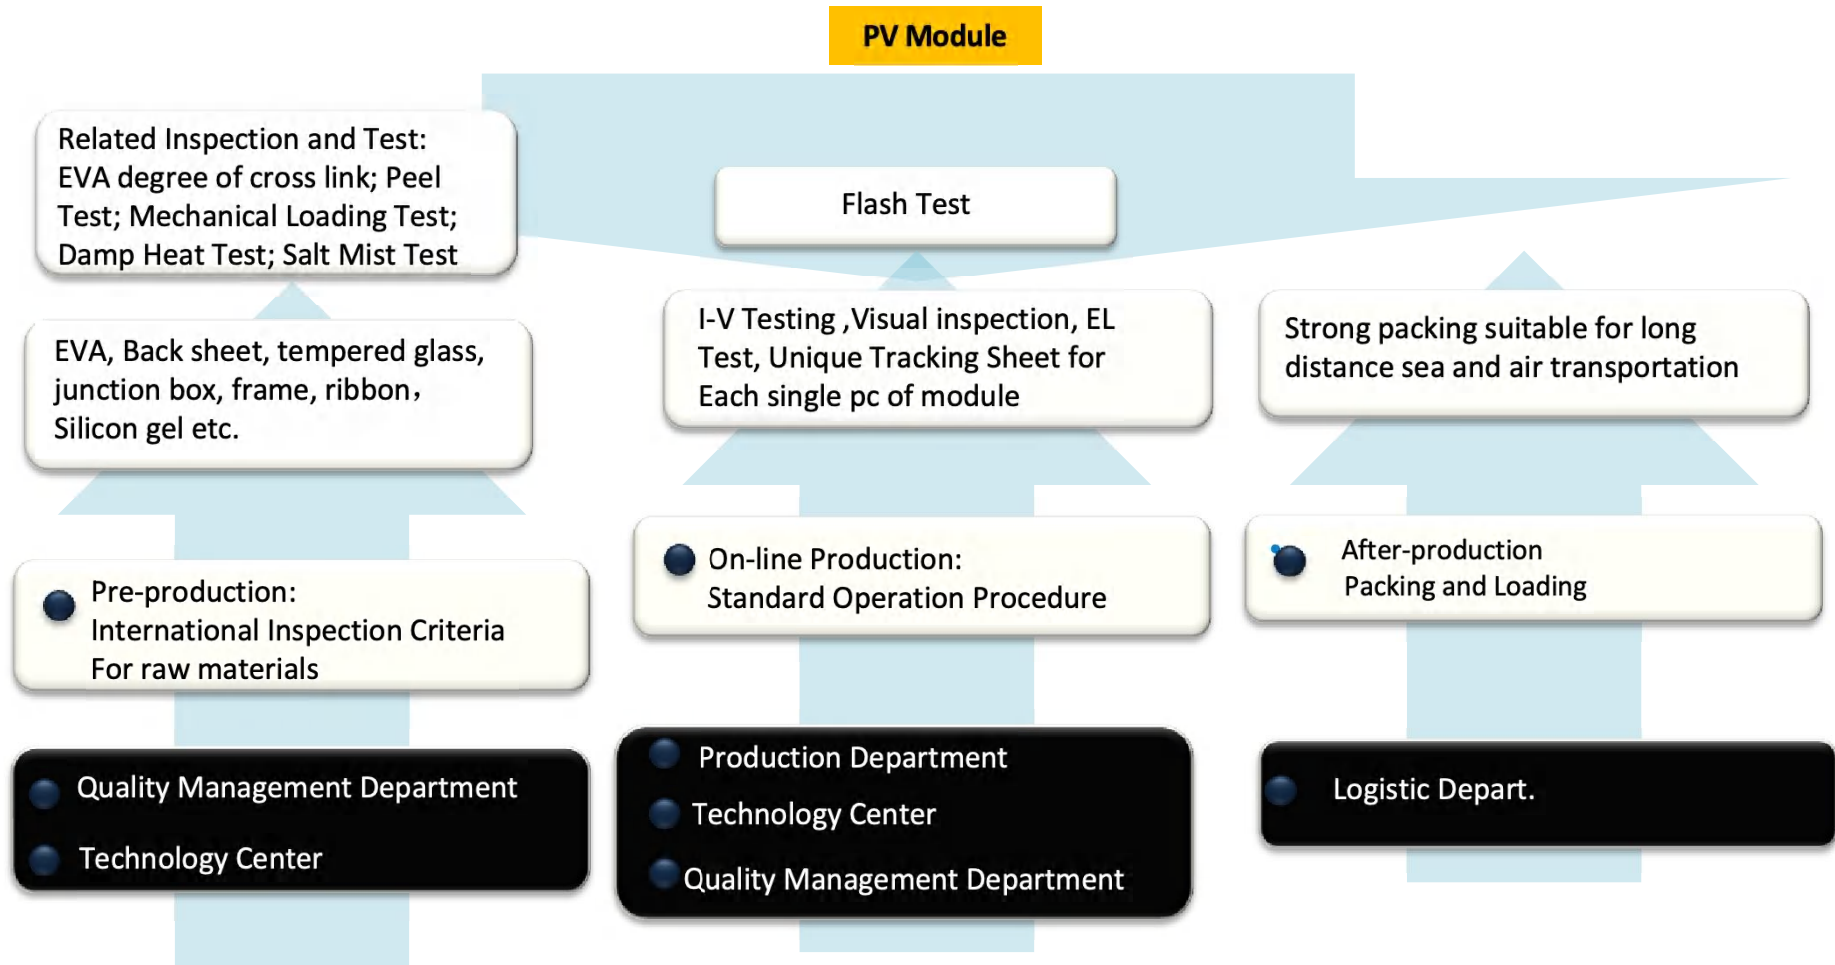 PV Module
Related Inspection and Test:
EVA degree of cross link; Peel
Test; Mechanical Loading Test;
Damp Heat Test; Salt Mist Test
EVA, Back sheet, tempered glass,
junction box, frame, ribbon，
Silicon gel etc.
Pre-production:
International Inspection Criteria
For raw materials
Quality Management Department
Technology Center
Flash Test
I-V Testing ,Visual inspection, EL
Test, Unique Tracking Sheet for
Each single pc of module
On-line Production:
Standard Operation Procedure
Production Department
Technology Center
Quality Management Department
Strong packing suitable for long
distance sea and air transportation
After-production
Packing and Loading
Logistic Depart.